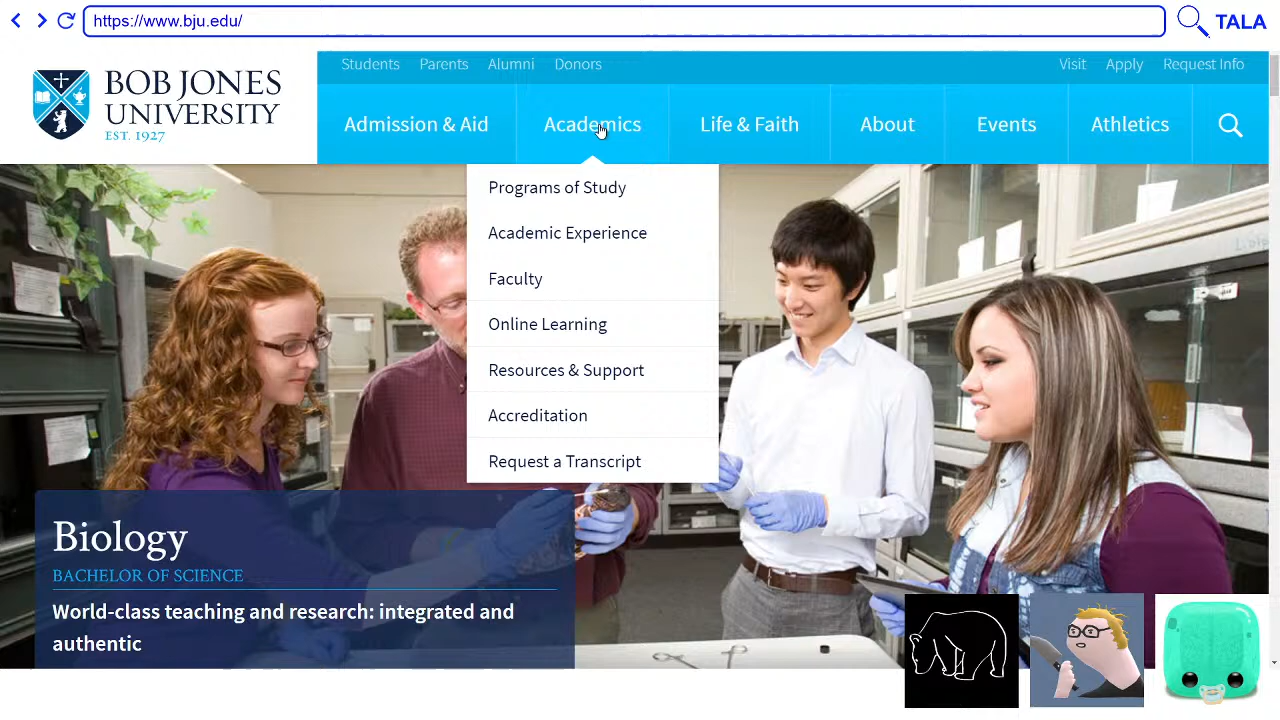 https://www.bju.edu/
TALA
BOB JONES
UNIVERSITY
EST. 1927
Students Parents Alumni Donors
Visit Apply Request Info
Admission & Aid Academics Life & Faith About Events Athletics
Programs of Study
Academic Experience
Faculty
Online Learning
Resources & Support
Accreditation
Request a Transcript
Biology
BACHELOR OF SCIENCE
World-class teaching and research: integrated and
authentic